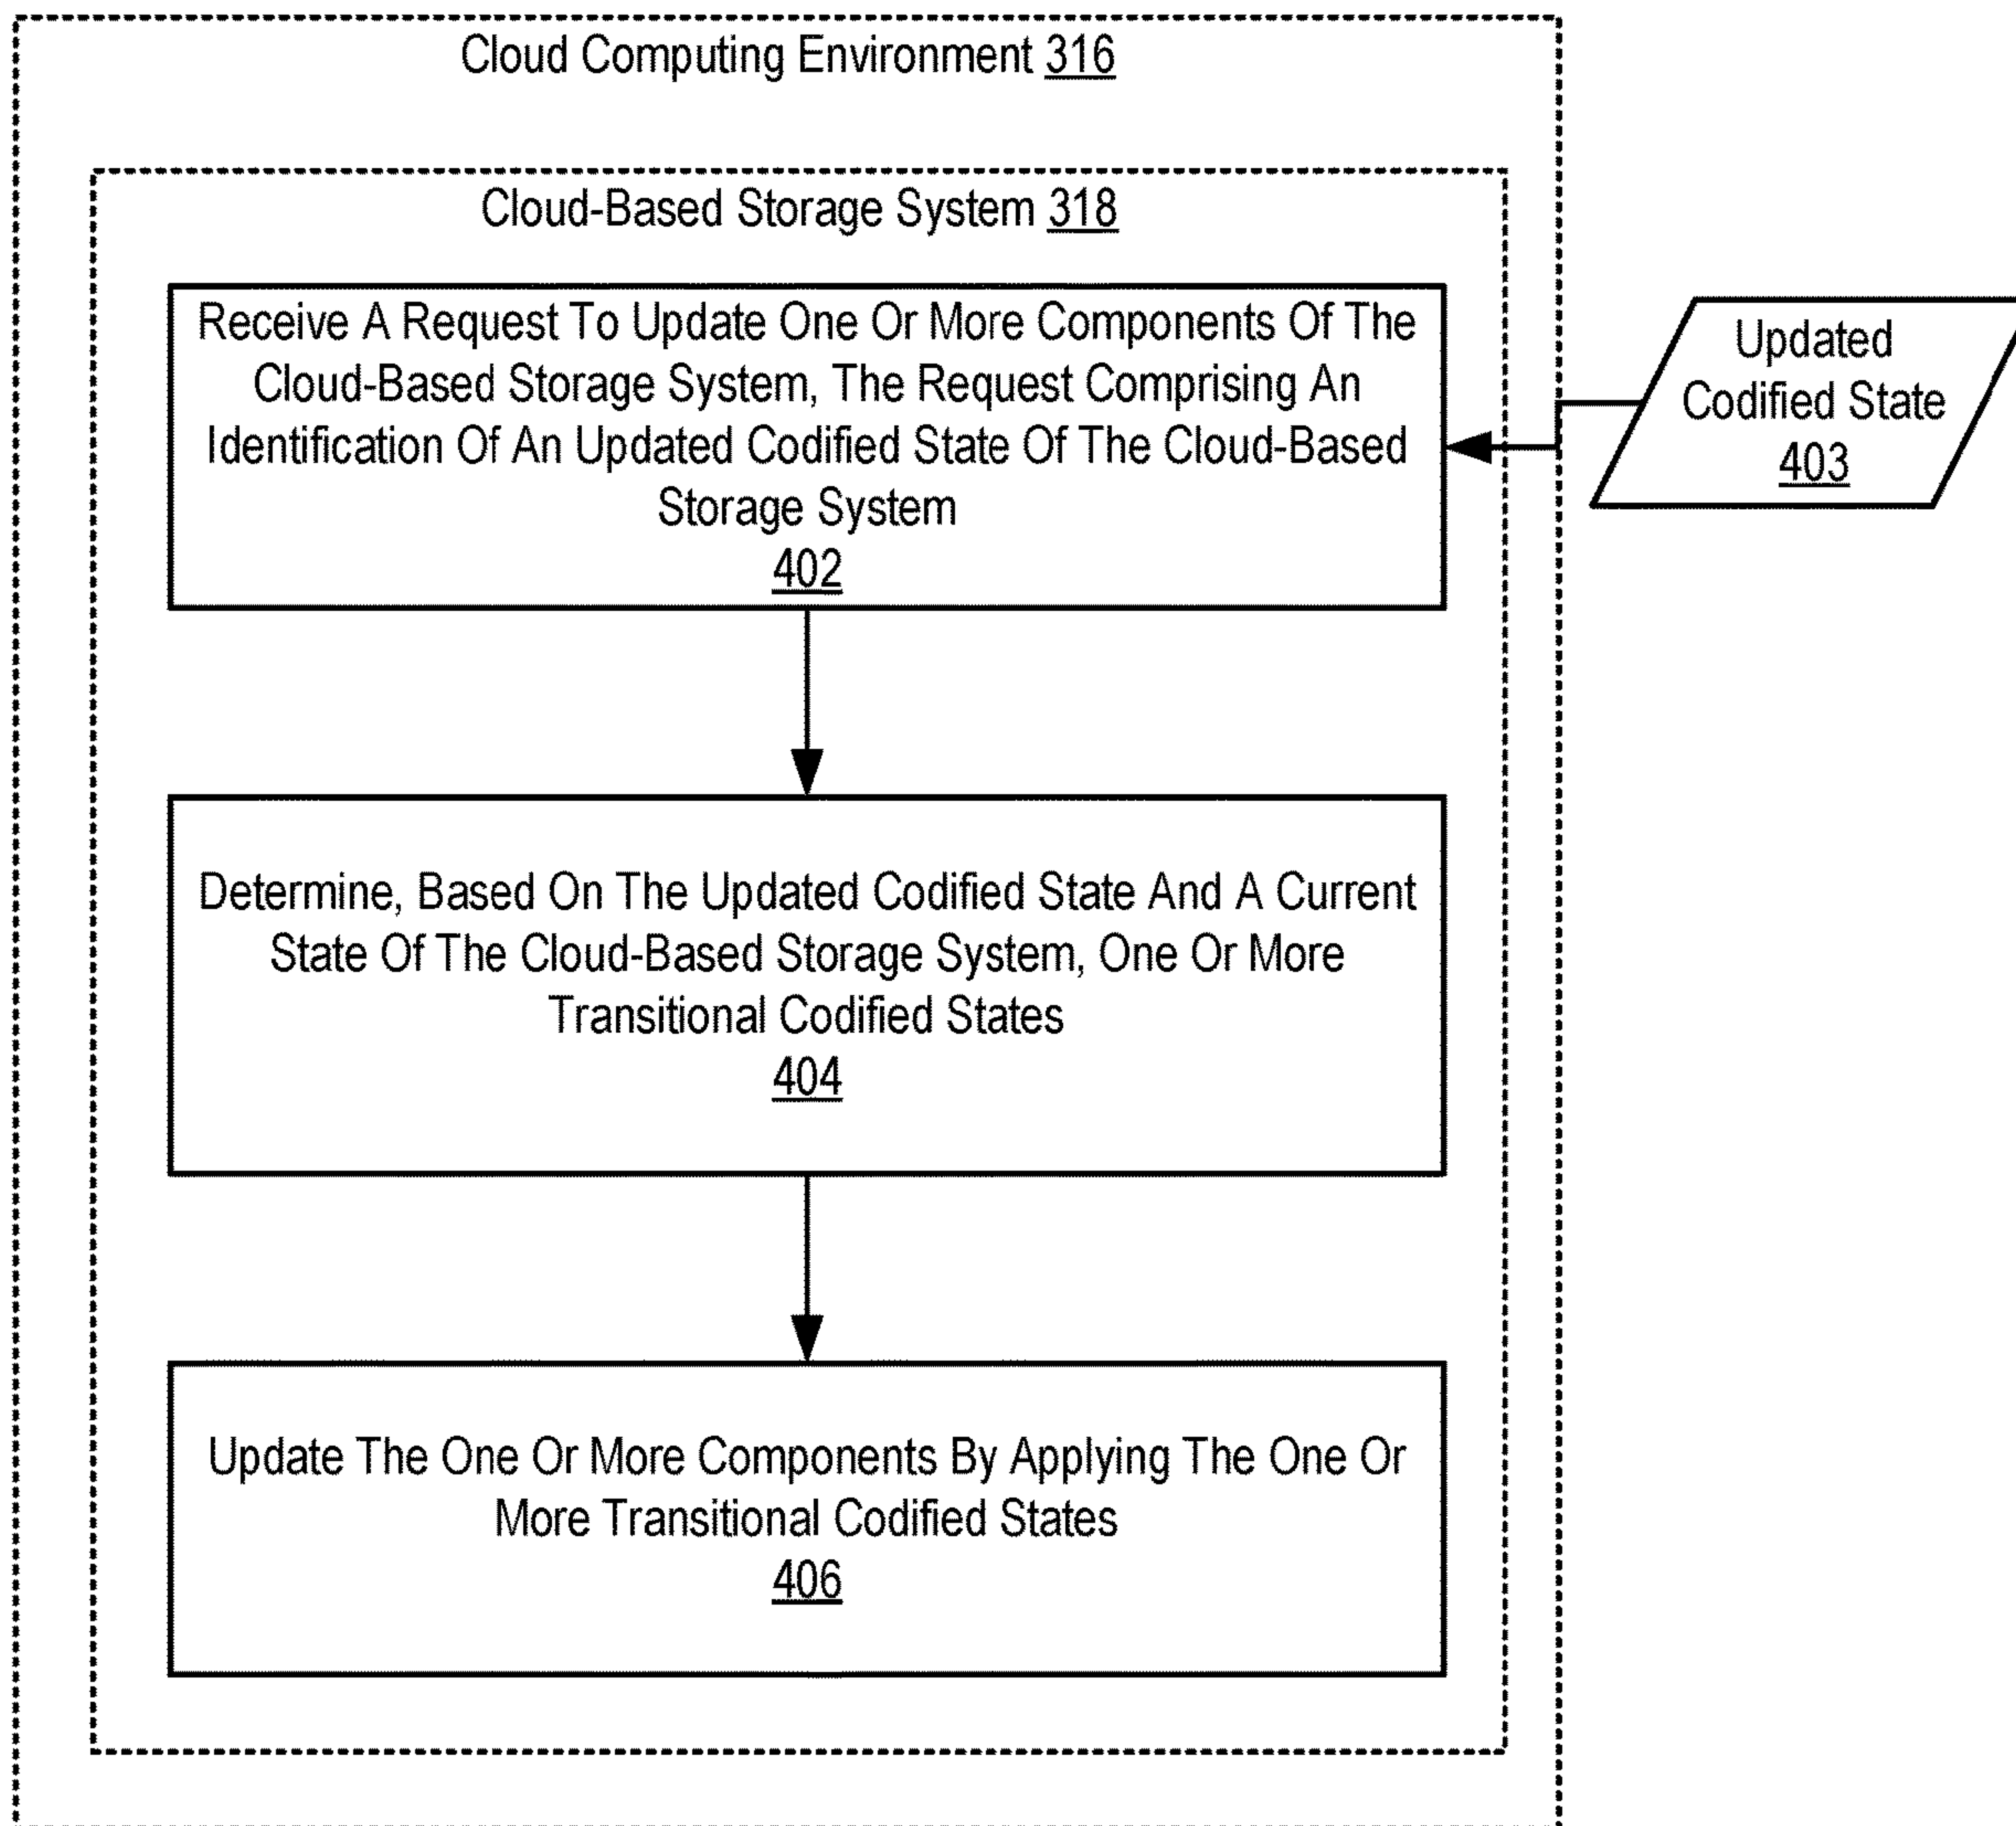 Cloud Computing Environment 316
Cloud-Based Storage System 318
Receive A Request To Update One Or More Components Of The
Cloud-Based Storage System, The Request Comprising An
Identification Of An Updated Codified State Of The Cloud-Based
Storage System
402
Updated
Codified State
403
Determine, Based On The Updated Codified State And A Current
State Of The Cloud-Based Storage System, One Or More
Transitional Codified States
404
Update The One Or More Components By Applying The One Or
More Transitional Codified States
406